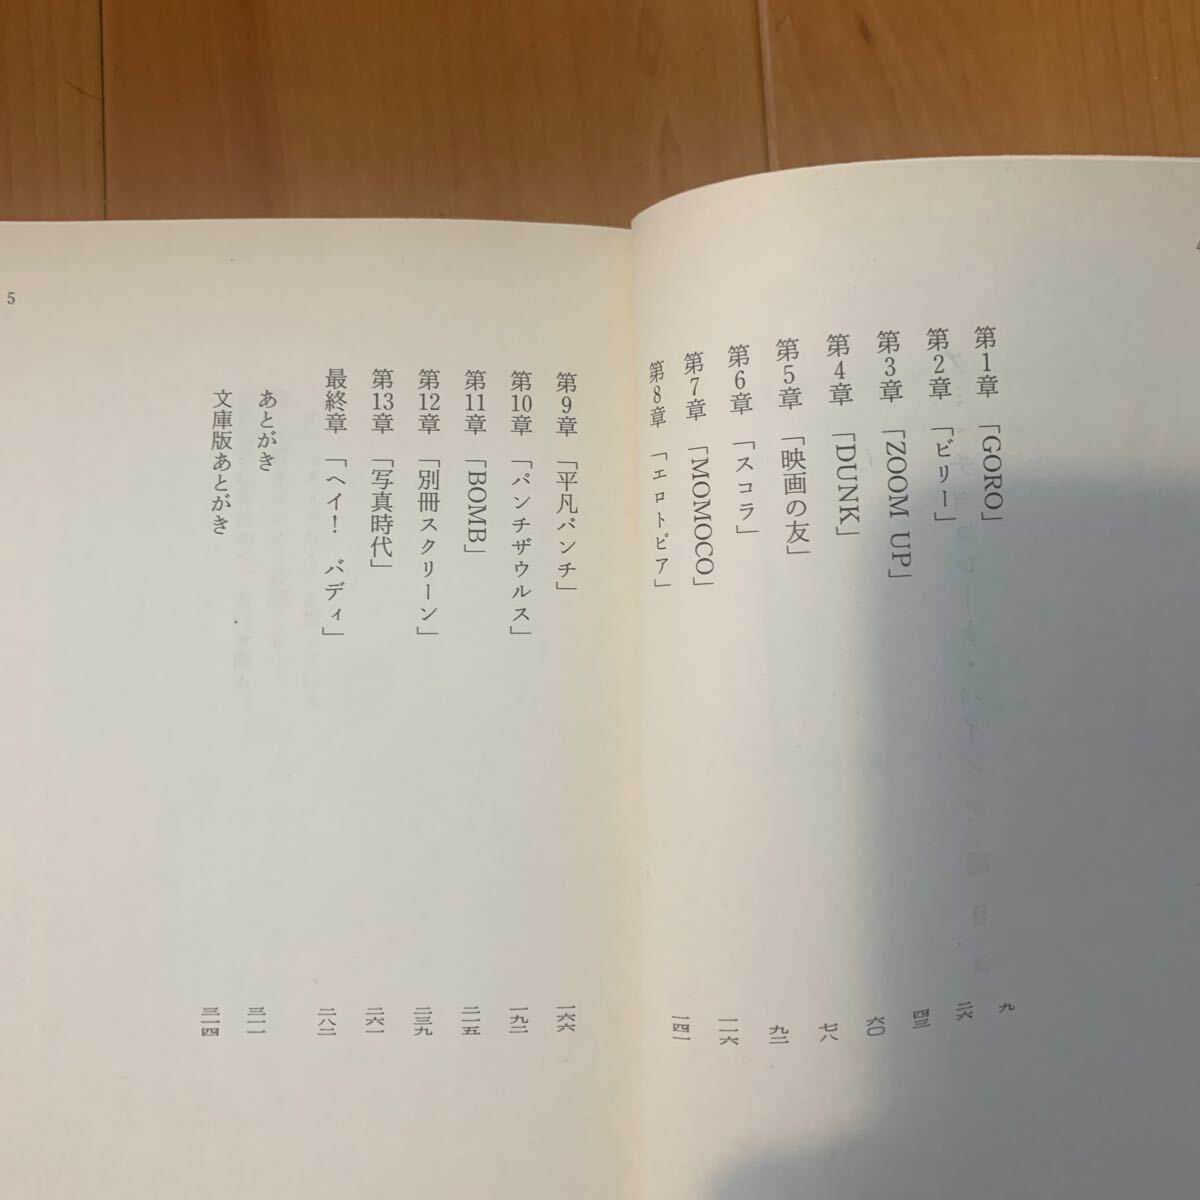 第1章 「GORO」 九
第2章 「ビリー」 二六
第3章 「ZOOM UP」 四三
第4章 「DUNK」 六〇
第5章 「映画の友」 七八
第6章 「スコラ」 九二
第7章 「MOMOCO」 一一六
第8章 「エロトピア」 一四一
第9章 「平凡パンチ」 一六六
第10章 「パンチザウルス」 一九二
第11章 「BOMB」 二一五
第12章 「別冊スクリーン」 二三九
第13章 「写真時代」 二六一
最終章 「ヘイ! バディ」 二八二
あとがき 三一一
文庫版あとがき 三一四
5